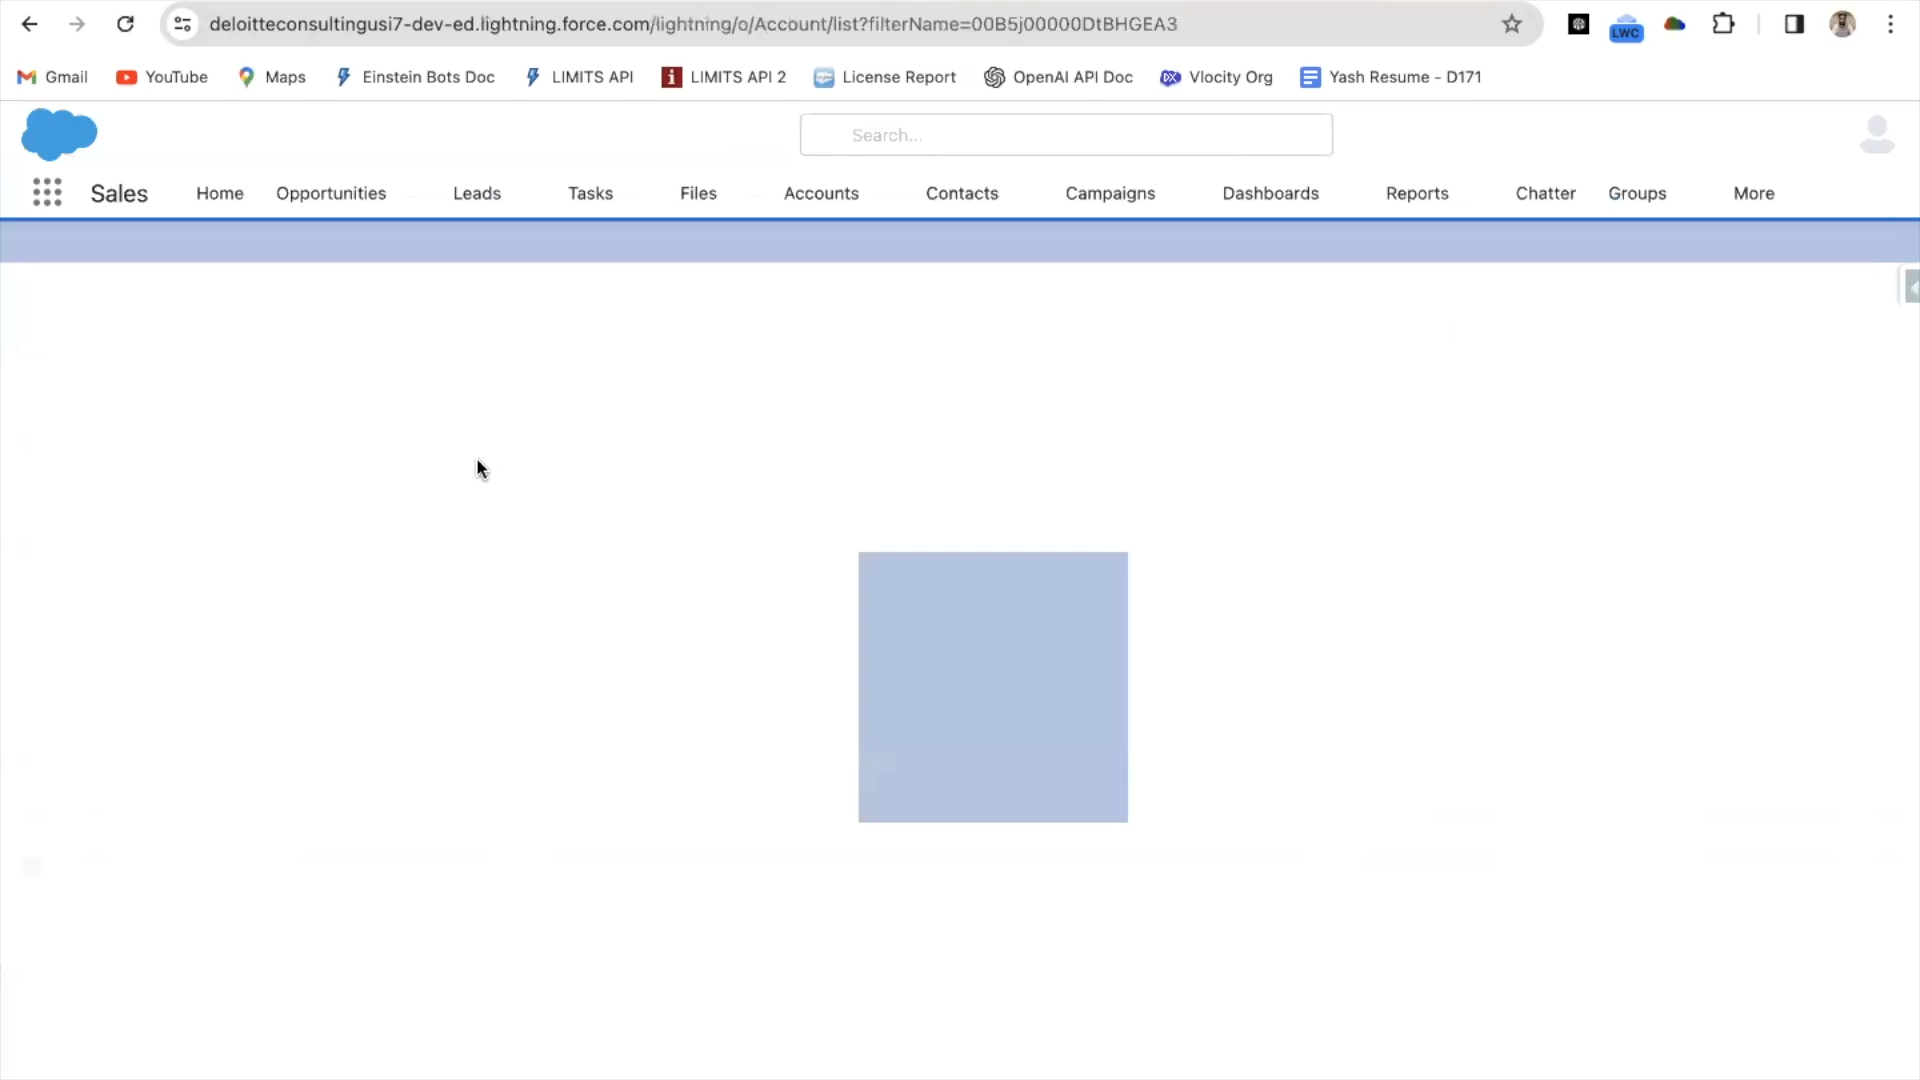 deloitteconsultingusi7-dev-ed.lightning.force.com/lightning/o/Account/list?filterName=00B5j00000DtBHGEA3
LWC
Gmail YouTube Maps Einstein Bots Doc LIMITS API LIMITS API 2 License Report OpenAI API Doc Vlocity Org Yash Resume - D171
Search...
Sales Home Opportunities Leads Tasks Files Accounts Contacts Campaigns Dashboards Reports Chatter Groups More